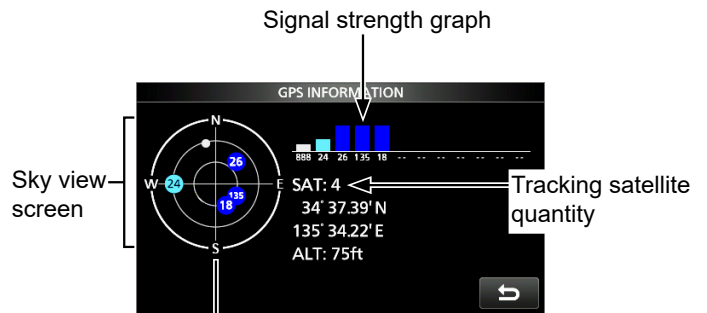 Signal strength graph
GPS INFORMATION
N
W
E
S
24
26
135
18
888 24 26 135 18 -- -- -- -- -- -- --
Sky view
screen
SAT: 4
34° 37.39' N
135° 34.22' E
ALT: 75ft
Tracking satellite
quantity